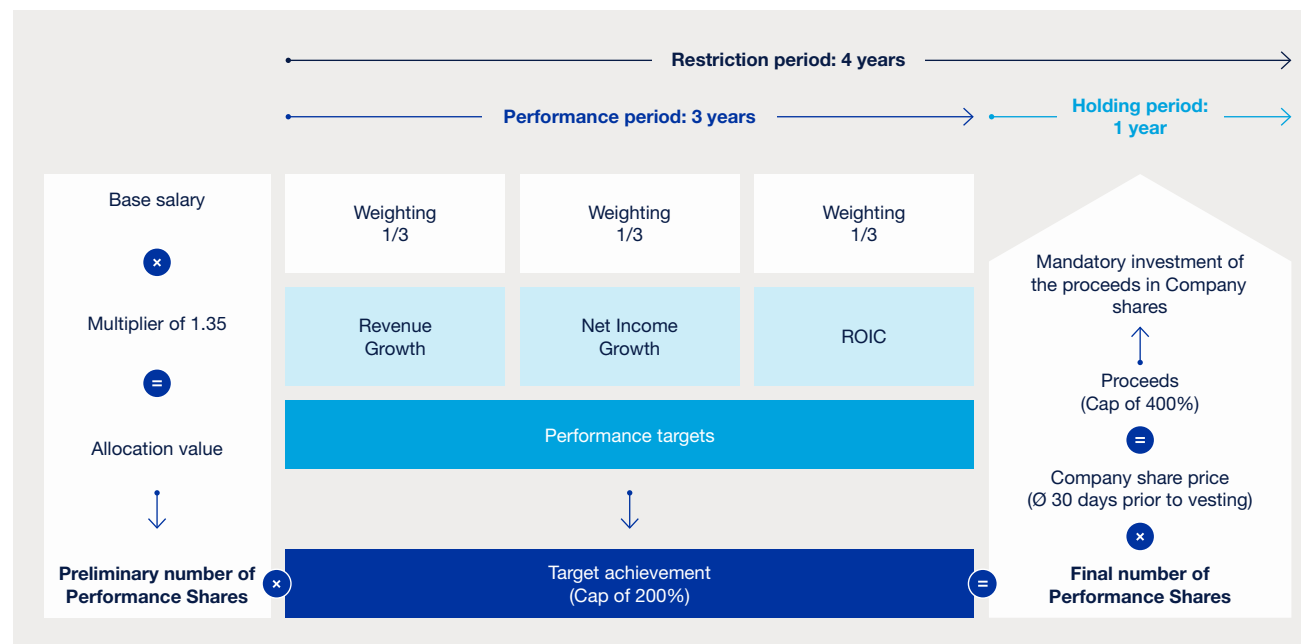 Restriction period: 4 years
Performance period: 3 years
Holding period:
1 year
Base salary
×
Multiplier of 1.35
=
Allocation value
Preliminary number of
Performance Shares
×
Weighting
1/3
Weighting
1/3
Weighting
1/3
Revenue
Growth
Net Income
Growth
ROIC
Performance targets
Target achievement
(Cap of 200%)
=
Mandatory investment of
the proceeds in Company
shares
Proceeds
(Cap of 400%)
=
Company share price
(Ø 30 days prior to vesting)
×
Final number of
Performance Shares